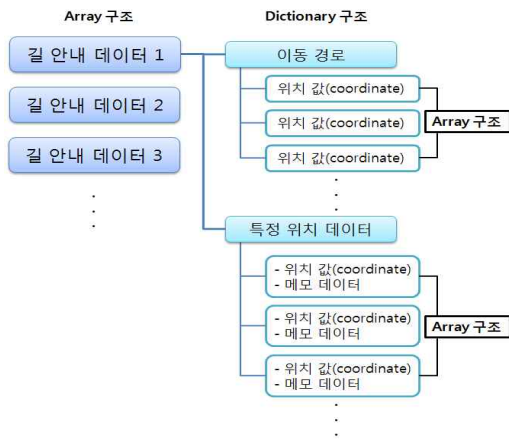 Array 구조
Dictionary 구조
길 안내 데이터 1
길 안내 데이터 2
길 안내 데이터 3
이동 경로
위치 값(coordinate)
위치 값(coordinate)
위치 값(coordinate)
Array 구조
특정 위치 데이터
- 위치 값(coordinate)
- 메모 데이터
- 위치 값(coordinate)
- 메모 데이터
- 위치 값(coordinate)
- 메모 데이터
Array 구조